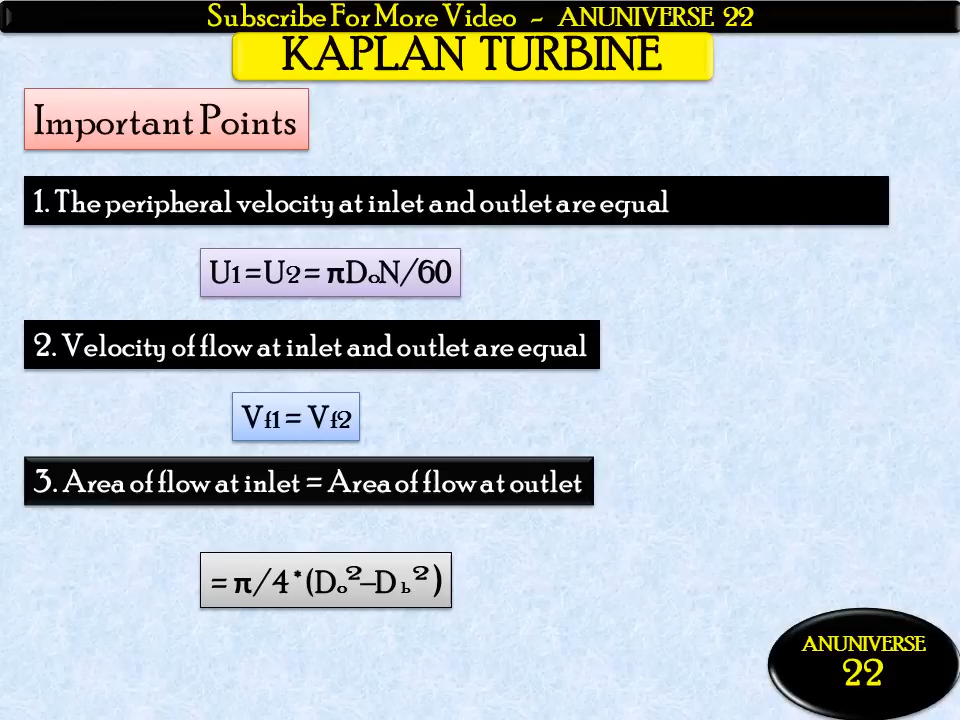 Subscribe For More Video - ANUNIVERSE 22
KAPLAN TURBINE
Important Points
1. The peripheral velocity at inlet and outlet are equal
U1 = U2 = πDₒN/60
2. Velocity of flow at inlet and outlet are equal
Vf1 = Vf2
3. Area of flow at inlet = Area of flow at outlet
= π/4*(Dₒ²–D b²)
ANUNIVERSE
22